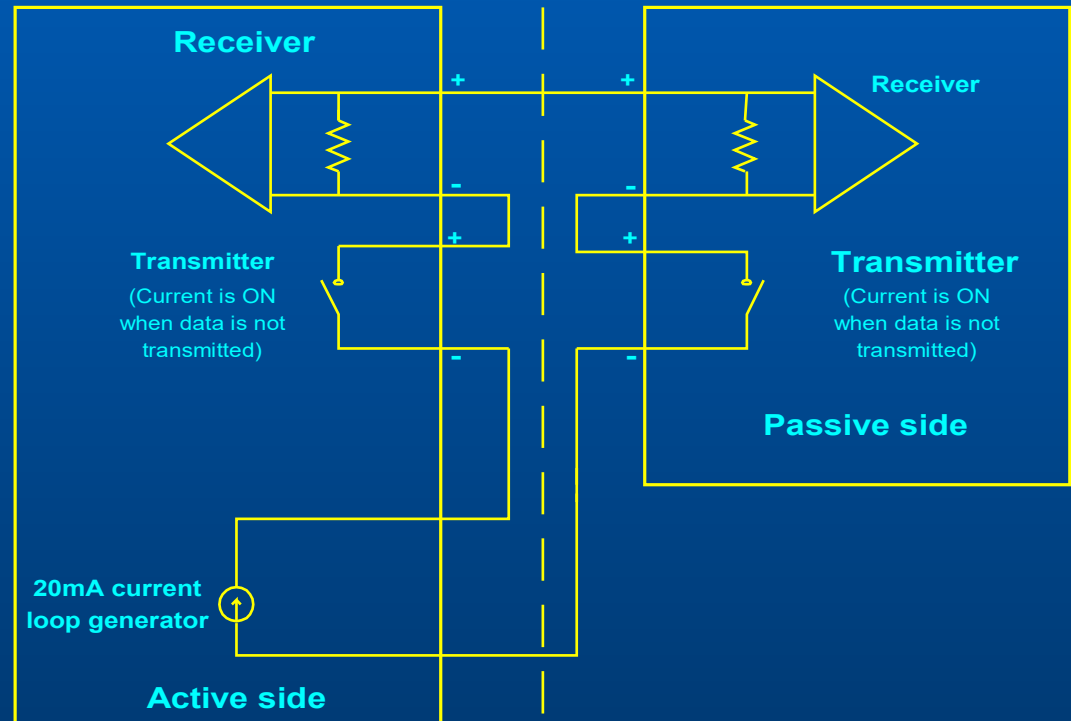 Receiver
+
+
Receiver
-
-
+
+
Transmitter
(Current is ON
when data is not
transmitted)
Transmitter
(Current is ON
when data is not
transmitted)
-
-
Passive side
20mA current
loop generator
Active side